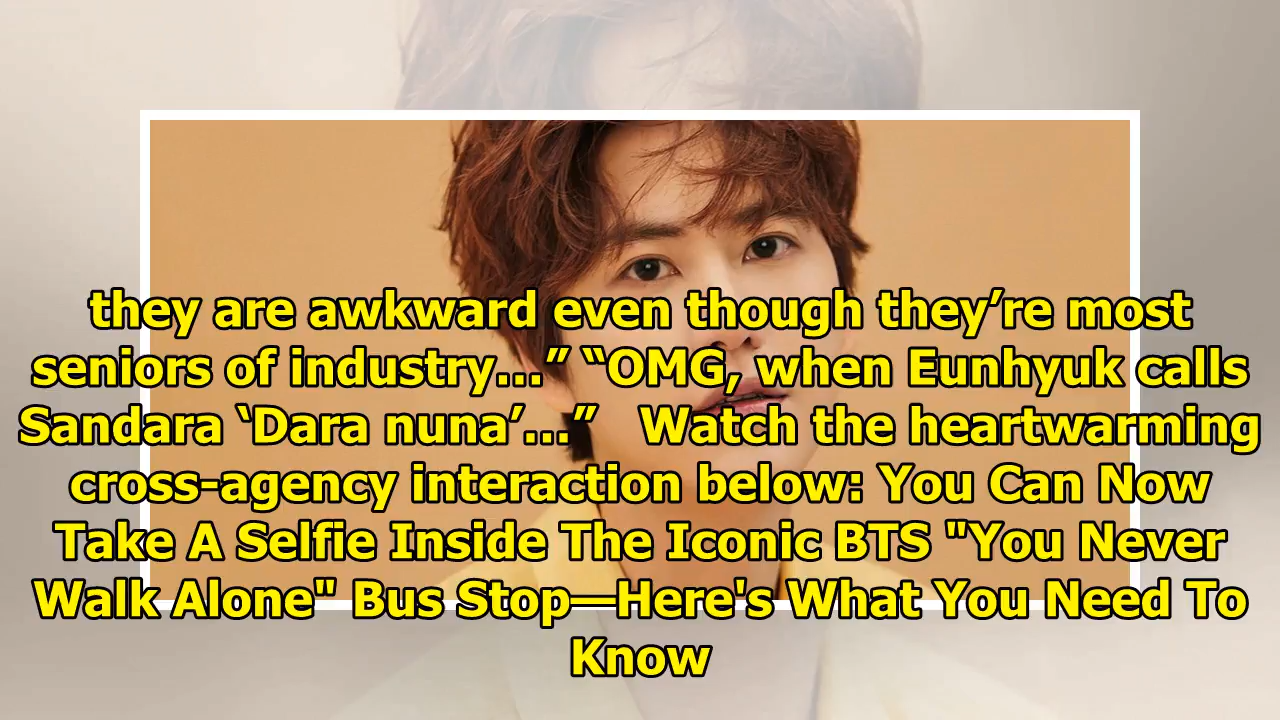 they are awkward even though they’re most
seniors of industry...” “OMG, when Eunhyuk calls
Sandara ‘Dara nuna’...”   Watch the heartwarming
cross-agency interaction below: You Can Now
Take A Selfie Inside The Iconic BTS "You Never
Walk Alone" Bus Stop—Here's What You Need To
Know